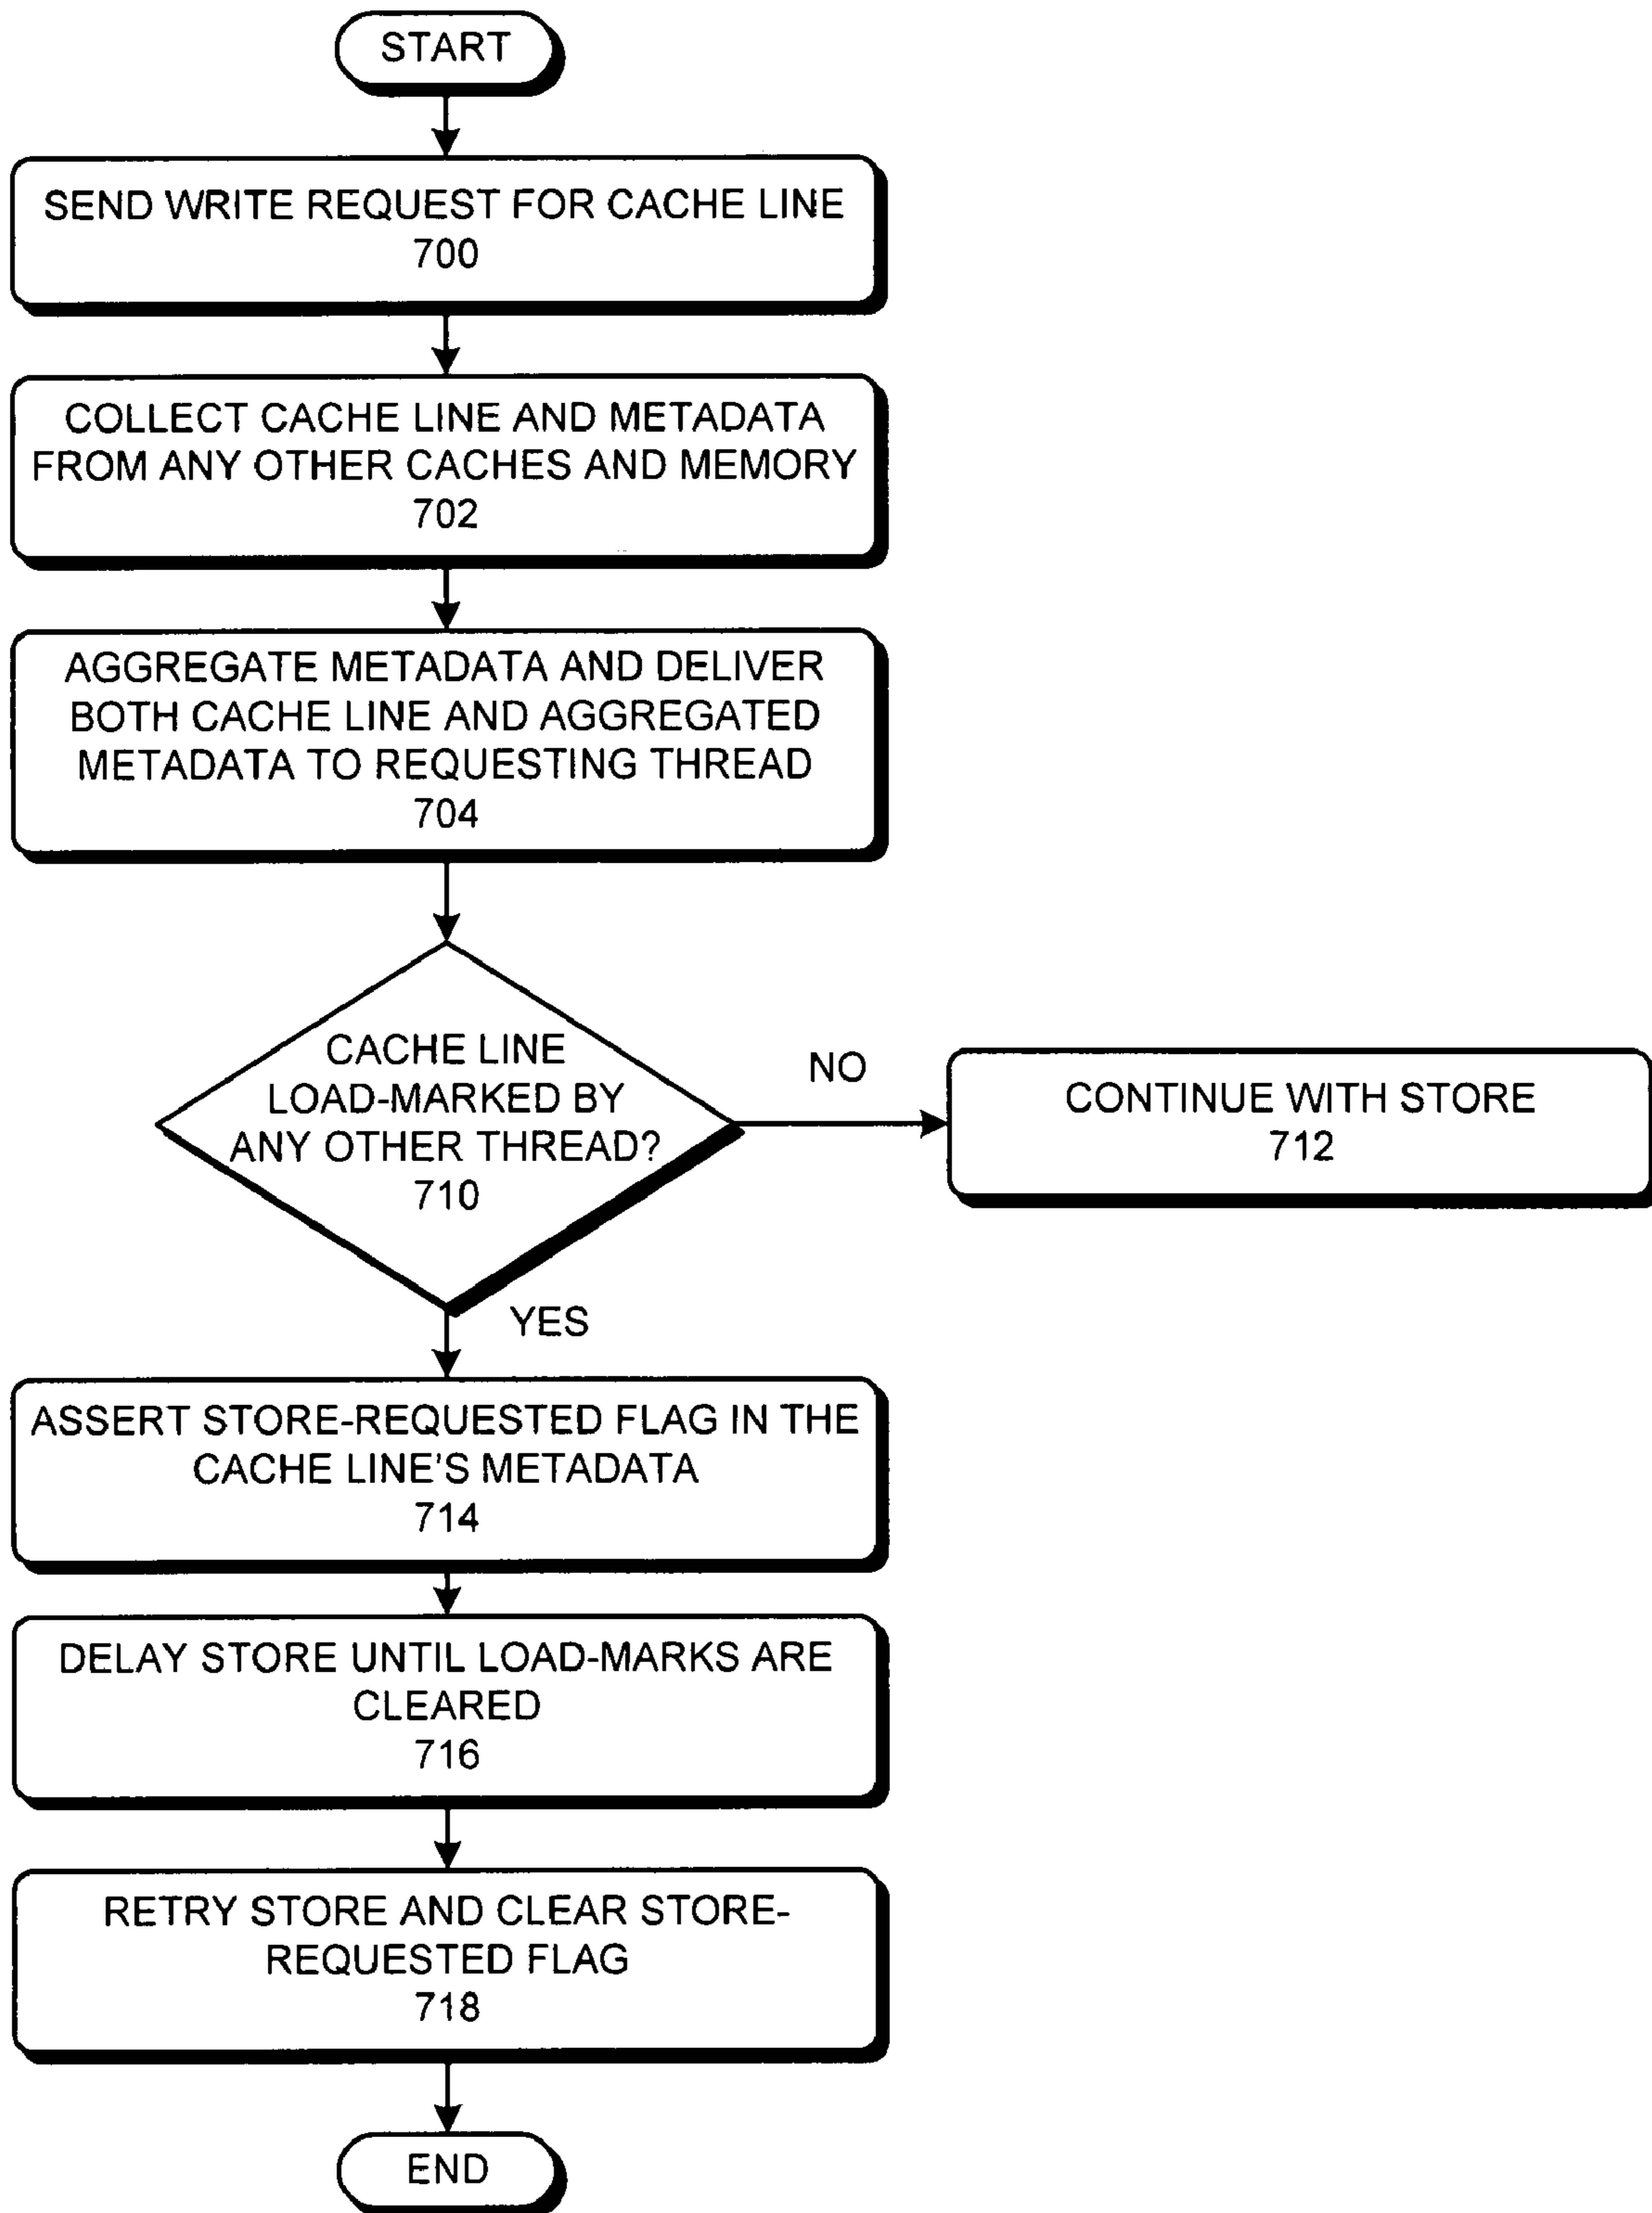 START
SEND WRITE REQUEST FOR CACHE LINE
700
COLLECT CACHE LINE AND METADATA
FROM ANY OTHER CACHES AND MEMORY
702
AGGREGATE METADATA AND DELIVER
BOTH CACHE LINE AND AGGREGATED
METADATA TO REQUESTING THREAD
704
CACHE LINE
LOAD-MARKED BY
ANY OTHER THREAD?
710
NO
CONTINUE WITH STORE
712
YES
ASSERT STORE-REQUESTED FLAG IN THE
CACHE LINE'S METADATA
714
DELAY STORE UNTIL LOAD-MARKS ARE
CLEARED
716
RETRY STORE AND CLEAR STORE-
REQUESTED FLAG
718
END